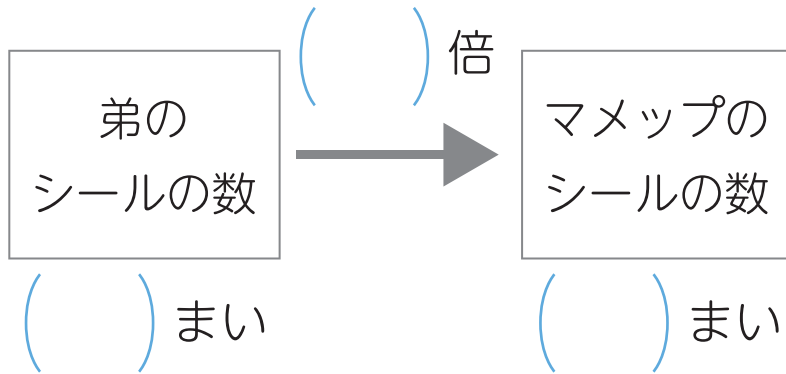 (　　)倍
弟の
シールの数
マメップの
シールの数
(　　)まい
(　　)まい